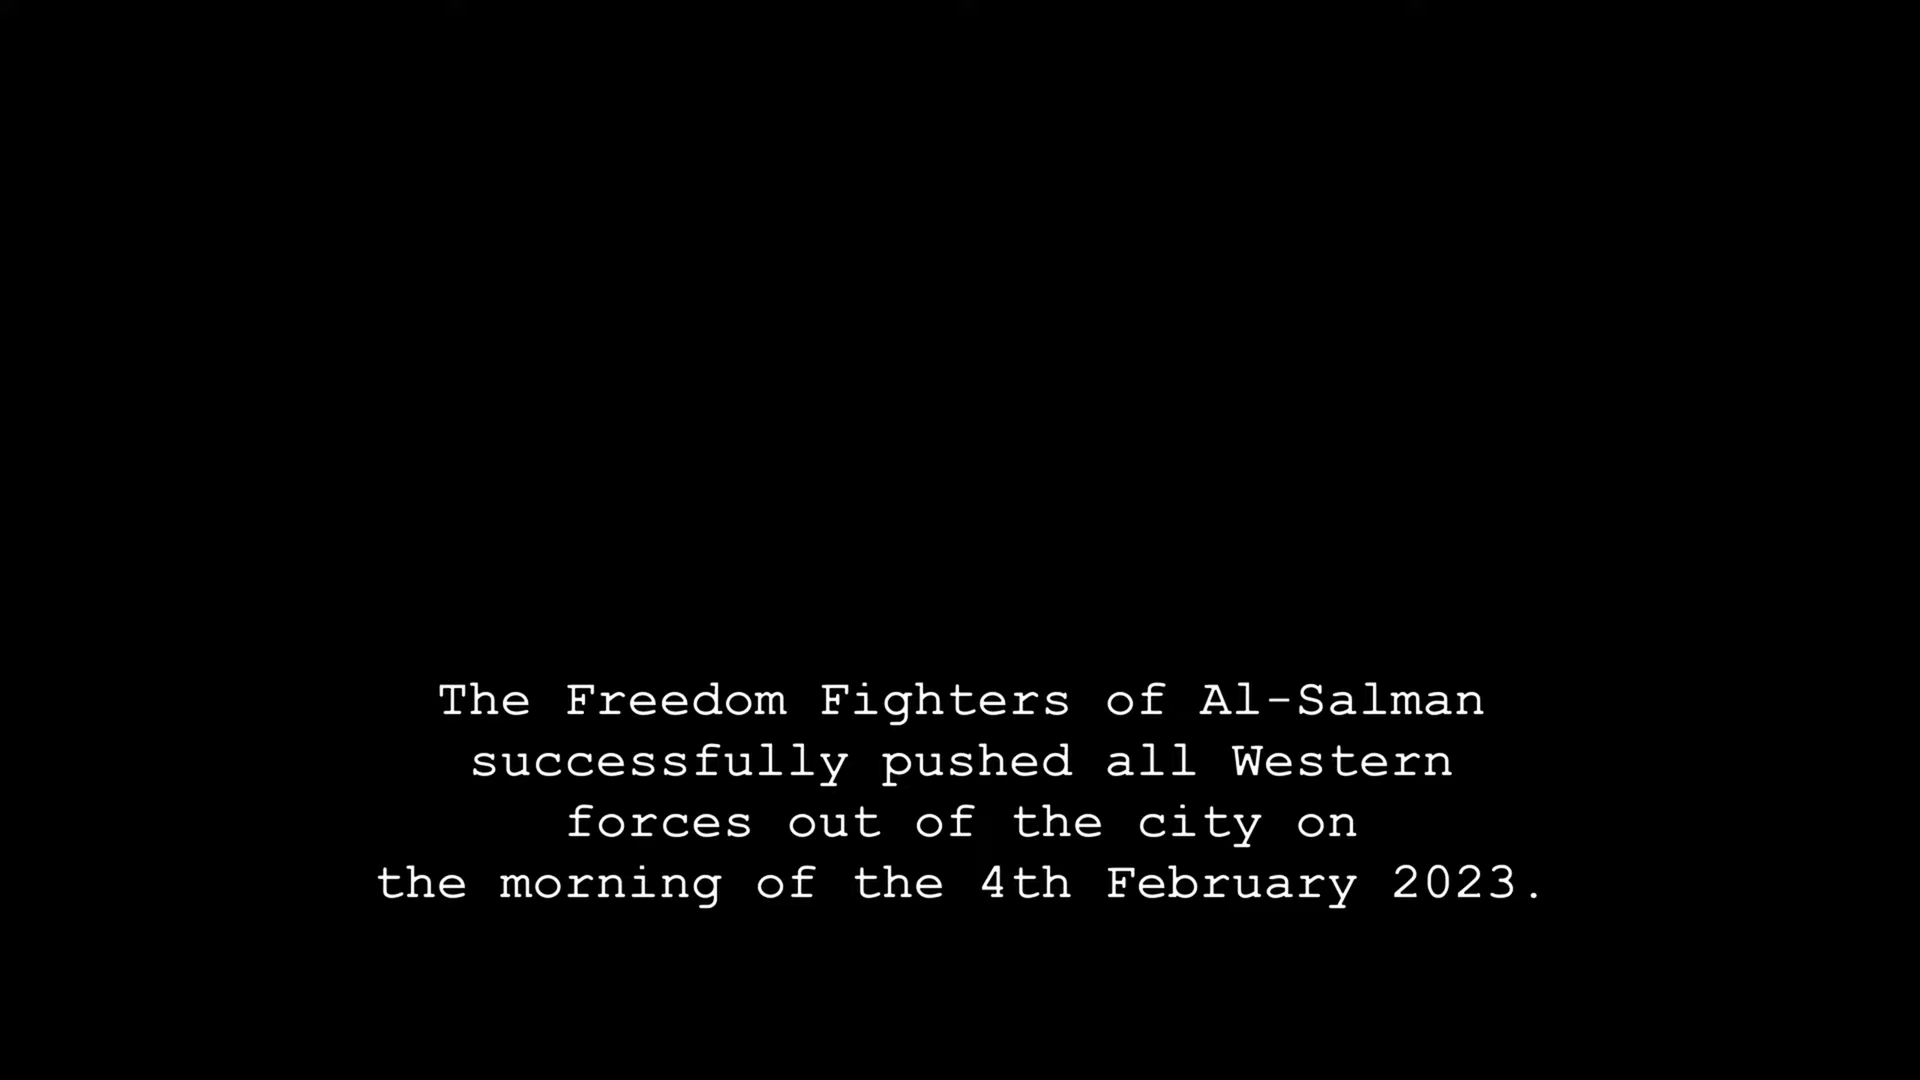 The Freedom Fighters of Al-Salman
successfully pushed all Western
forces out of the city on
the morning of the 4th February 2023.